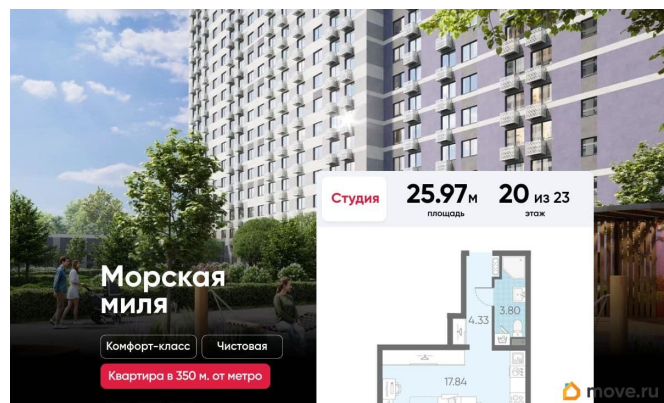 Студия
25.97м
площадь
20 из 23
этаж
Морская
миля
Комфорт-класс
Чистовая
Квартира в 350 м. от метро
4.33
3.80
17.84
move.ru